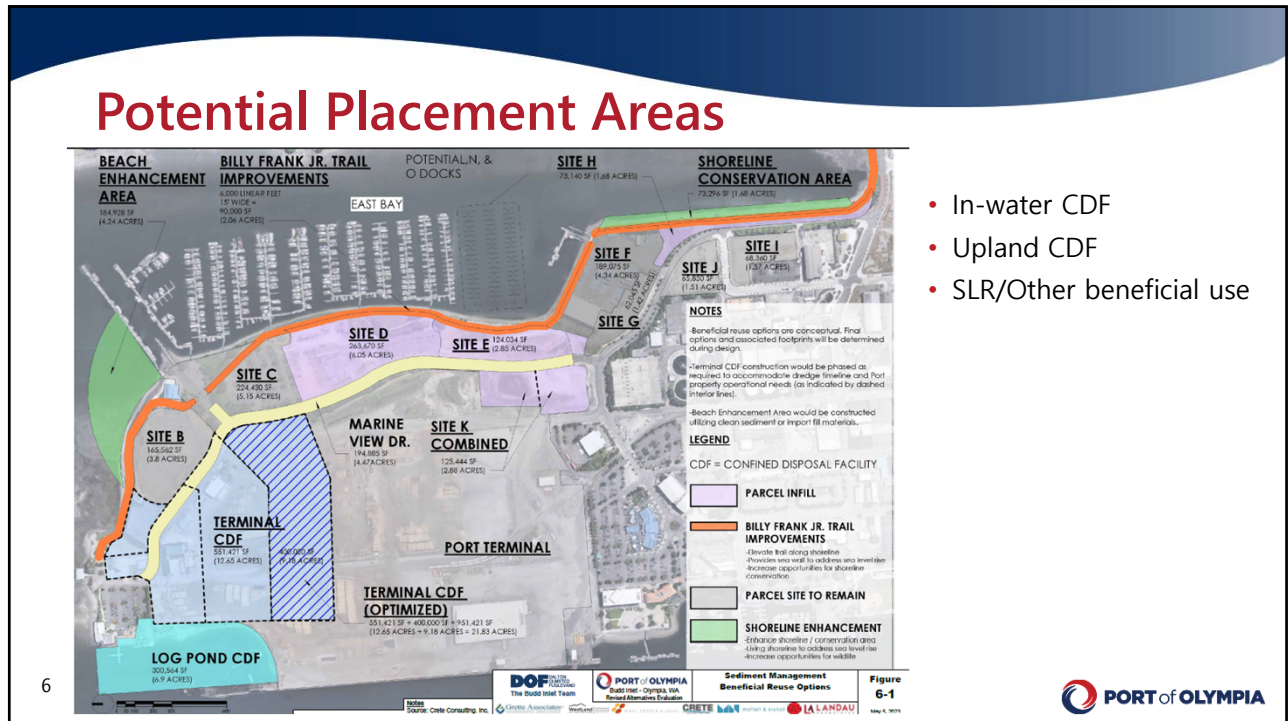 Potential Placement Areas
BEACH
ENHANCEMENT
AREA
184,928 SF
(4.24 ACRES)
BILLY FRANK JR. TRAIL
IMPROVEMENTS
6,000 LINEAR FEET
15' WIDE =
90,000 SF
(2.06 ACRES)
EAST BAY
POTENTIAL,N, &
O DOCKS
SITE H
73,140 SF (1.68 ACRES)
SHORELINE
CONSERVATION AREA
73,296 SF (1.68 ACRES)
SITE F
189,075 SF
(4.34 ACRES)
SITE G
(1.42 ACRES)
SITE J
65,850 SF
(1.51 ACRES)
SITE I
68,360 SF
(1.57 ACRES)
SITE D
263,670 SF
(6.05 ACRES)
SITE E 124,034 SF
(2.85 ACRES)
SITE C
224,430 SF
(5.15 ACRES)
SITE B
165,562 SF
(3.8 ACRES)
MARINE
VIEW DR.
194,885 SF
(4.47ACRES)
SITE K
COMBINED
125,444 SF
(2.88 ACRES)
TERMINAL
CDF
551,421 SF
(12.65 ACRES)
400,000 SF
(9.18 ACRES)
PORT TERMINAL
TERMINAL CDF
(OPTIMIZED)
551,421 SF + 400,000 SF = 951,421 SF
(12.65 ACRES + 9.18 ACRES = 21.83 ACRES)
LOG POND CDF
300,564 SF
(6.9 ACRES)
NOTES
-Beneficial reuse options are conceptual. Final
options and associated footprints will be determined
during design.
-Terminal CDF construction would be phased as
required to accommodate dredge timeline and Port
property operational needs (as indicated by dashed
interior lines).
-Beach Enhancement Area would be constructed
utilizing clean sediment or import fill materials.
LEGEND
CDF = CONFINED DISPOSAL FACILITY
PARCEL INFILL
BILLY FRANK JR. TRAIL
IMPROVEMENTS
-Elevate trail along shoreline
-Provides sea wall to address sea level rise
-Increase opportunities for shoreline
conservation
PARCEL SITE TO REMAIN
SHORELINE ENHANCEMENT
-Enhance shoreline / conservation area
-Living shoreline to address sea level rise
-Increase opportunities for wildlife
• In-water CDF
• Upland CDF
• SLR/Other beneficial use
6
Notes
Source: Crete Consulting, Inc.
DOF DALTON OLMSTED FUGLEVAND
The Budd Inlet Team
PORT of OLYMPIA
Budd Inlet - Olympia, WA
Revised Alternatives Evaluation
Sediment Management
Beneficial Reuse Options
Figure
6-1
Grette Associates
CRETE
LANDAU
PORT of OLYMPIA